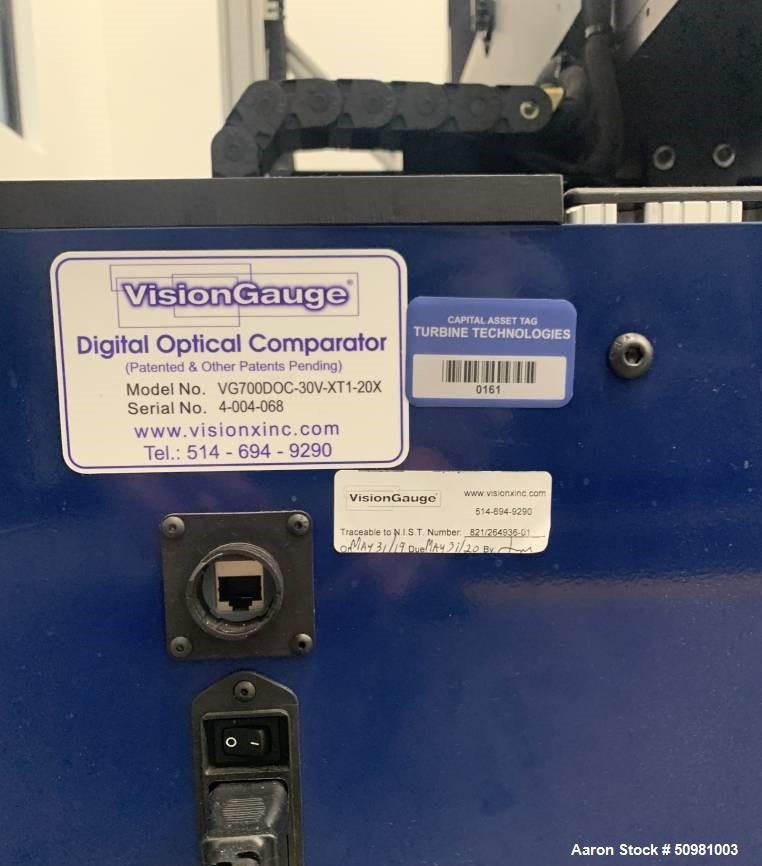 VisionGauge®
Digital Optical Comparator
(Patented & Other Patents Pending)
Model No. VG700DOC-30V-XT1-20X
Serial No. 4-004-068
www.visionxinc.com
Tel.: 514 - 694 - 9290
CAPITAL ASSET TAG
TURBINE TECHNOLOGIES
0161
VisionGauge®
www.visionxinc.com
514-694-9290
Traceable to N.I.S.T. Number: 821/264936-01
On MAY 31/19 Due MAY 31/20 By
Aaron Stock # 50981003